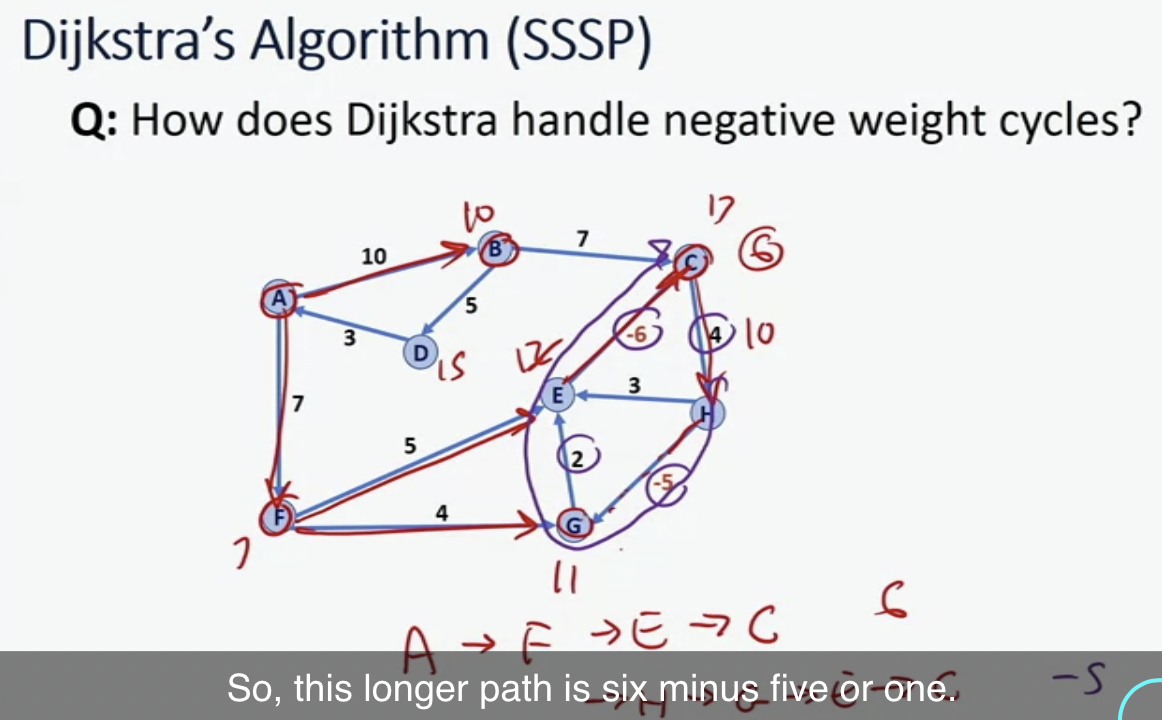 Dijkstra's Algorithm (SSSP)
Q: How does Dijkstra handle negative weight cycles?
17
10
B
7
C
6
10
A
5
-6
4
10
3
D
15
12
E
3
H
7
5
2
-5
F
4
G
7
11
A → F → E → C
6
So, this longer path is six minus five or one.
→ H → G → E → C
-5